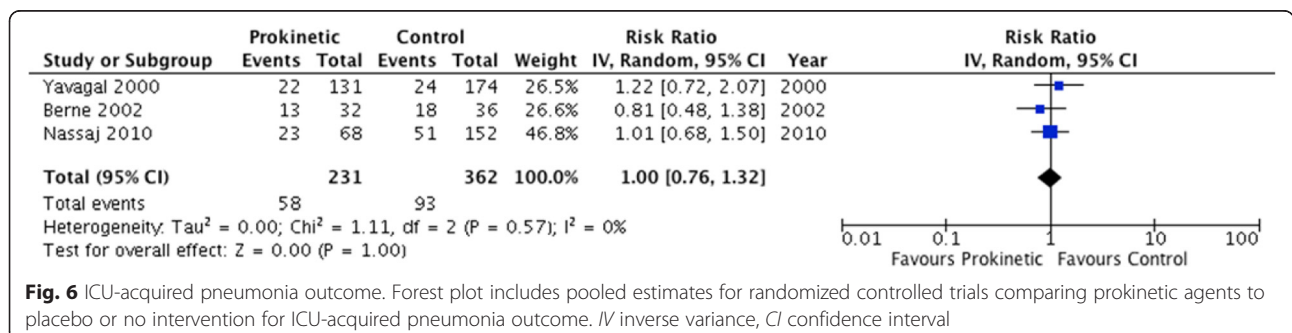 Prokinetic Control Risk Ratio Risk Ratio
Study or Subgroup Events Total Events Total Weight IV, Random, 95% CI Year IV, Random, 95% CI
Yavagal 2000 22 131 24 174 26.5% 1.22 [0.72, 2.07] 2000
Berne 2002 13 32 18 36 26.6% 0.81 [0.48, 1.38] 2002
Nassaj 2010 23 68 51 152 46.8% 1.01 [0.68, 1.50] 2010
Total (95% CI) 231 362 100.0% 1.00 [0.76, 1.32]
Total events 58 93
Heterogeneity: Tau² = 0.00; Chi² = 1.11, df = 2 (P = 0.57); I² = 0%
Test for overall effect: Z = 0.00 (P = 1.00)
0.01 0.1 1 10 100
Favours Prokinetic Favours Control
Fig. 6 ICU-acquired pneumonia outcome. Forest plot includes pooled estimates for randomized controlled trials comparing prokinetic agents to
placebo or no intervention for ICU-acquired pneumonia outcome. IV inverse variance, CI confidence interval